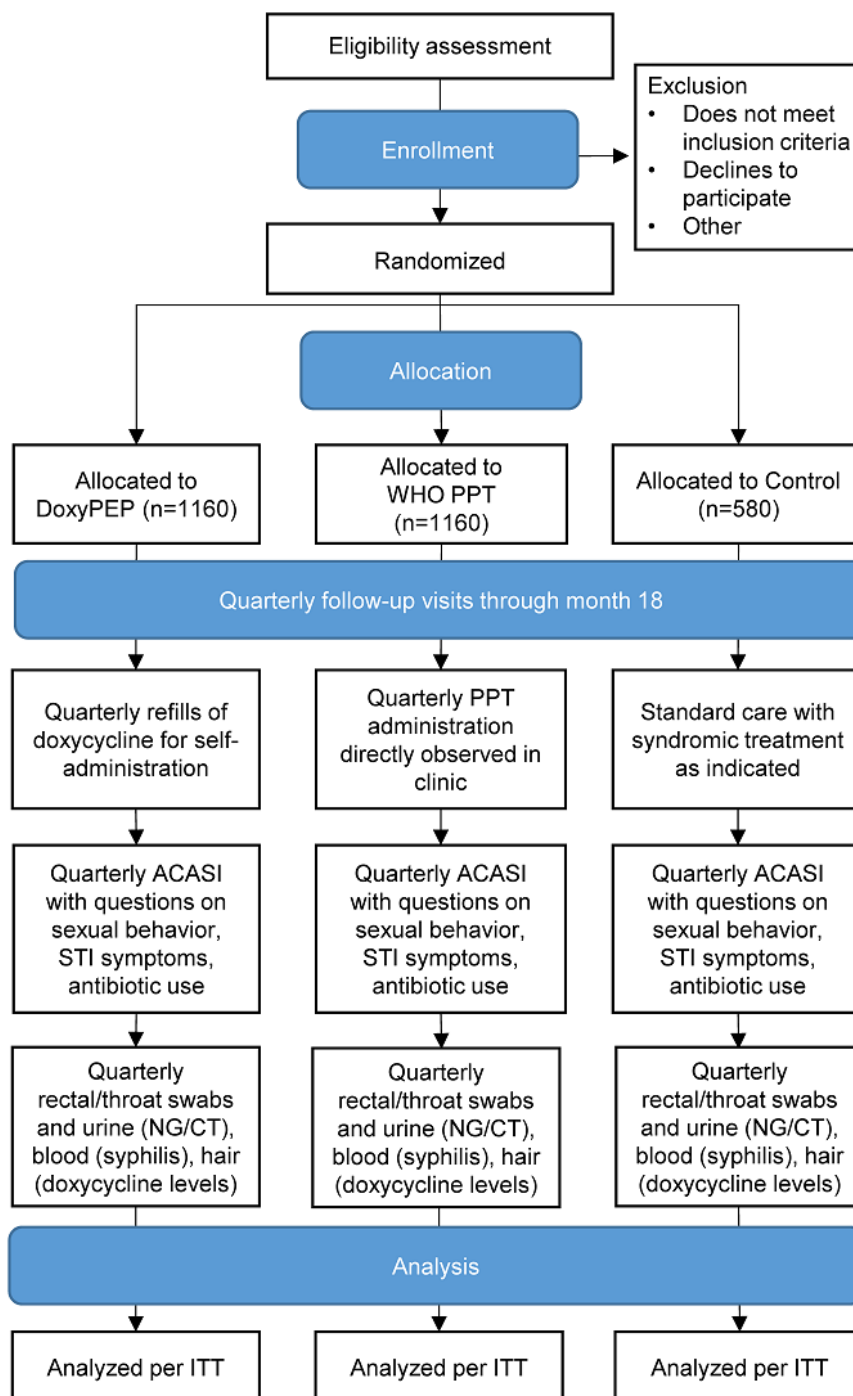 Eligibility assessment
Exclusion
• Does not meet
inclusion criteria
• Declines to
participate
• Other
Enrollment
Randomized
Allocation
Allocated to
DoxyPEP (n=1160)
Allocated to
WHO PPT
(n=1160)
Allocated to Control
(n=580)
Quarterly follow-up visits through month 18
Quarterly refills of
doxycycline for self-
administration
Quarterly PPT
administration
directly observed in
clinic
Standard care with
syndromic treatment
as indicated
Quarterly ACASI
with questions on
sexual behavior,
STI symptoms,
antibiotic use
Quarterly ACASI
with questions on
sexual behavior,
STI symptoms,
antibiotic use
Quarterly ACASI
with questions on
sexual behavior,
STI symptoms,
antibiotic use
Quarterly
rectal/throat swabs
and urine (NG/CT),
blood (syphilis), hair
(doxycycline levels)
Quarterly
rectal/throat swabs
and urine (NG/CT),
blood (syphilis), hair
(doxycycline levels)
Quarterly
rectal/throat swabs
and urine (NG/CT),
blood (syphilis), hair
(doxycycline levels)
Analysis
Analyzed per ITT
Analyzed per ITT
Analyzed per ITT